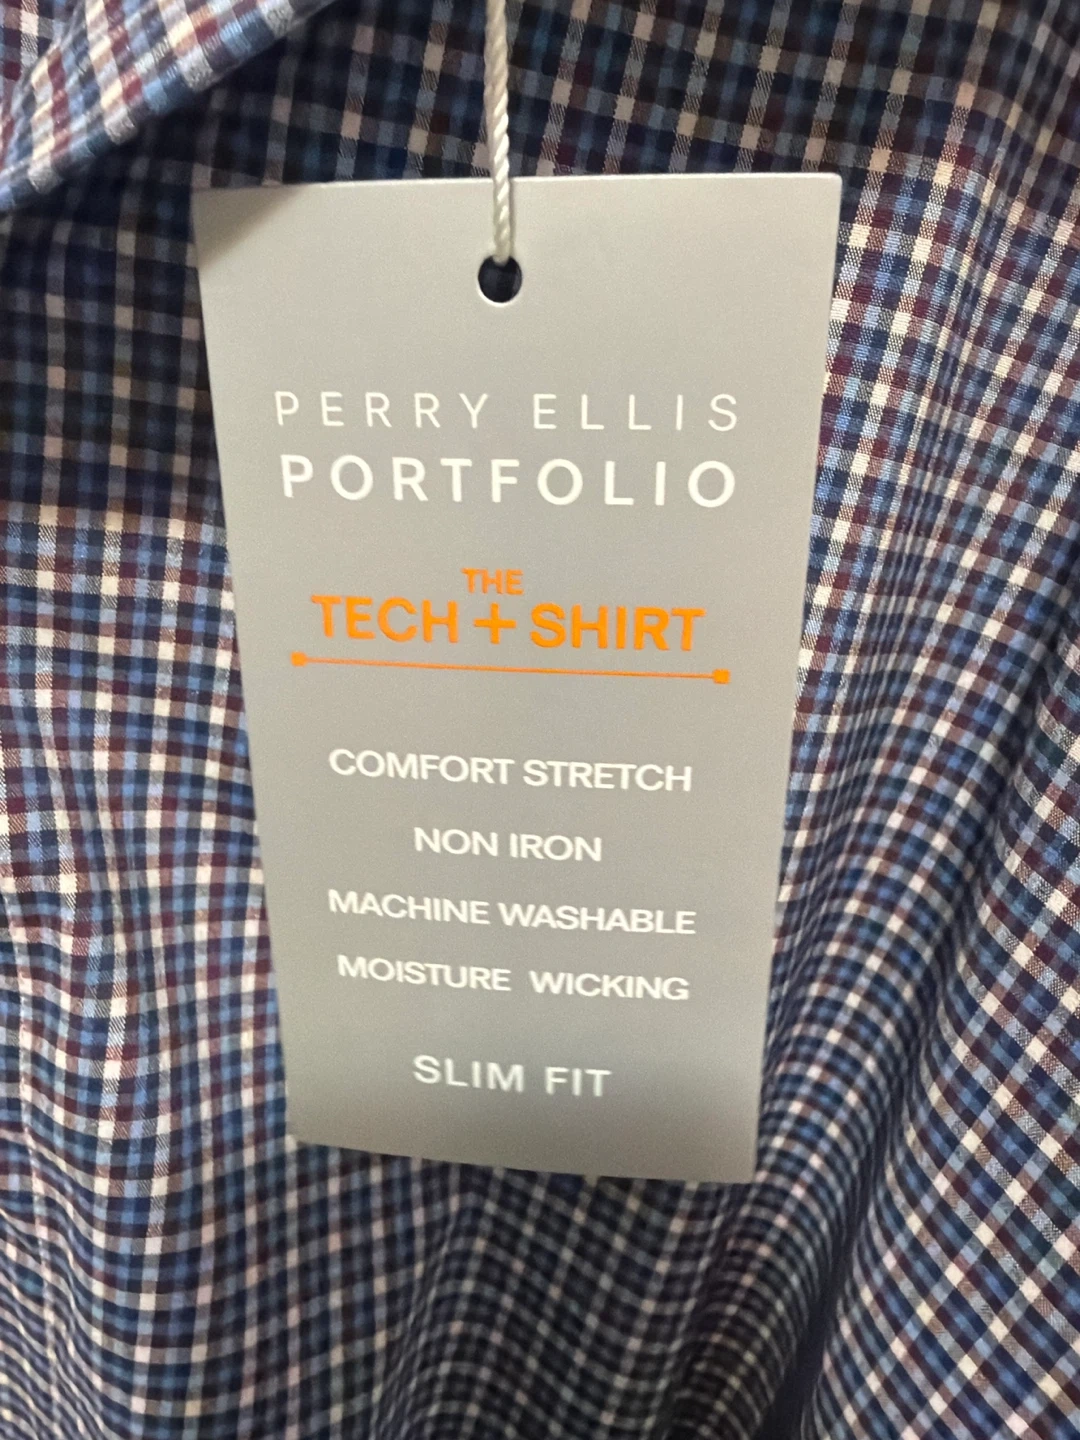 PERRY ELLIS
PORTFOLIO
THE
TECH + SHIRT
COMFORT STRETCH
NON IRON
MACHINE WASHABLE
MOISTURE WICKING
SLIM FIT